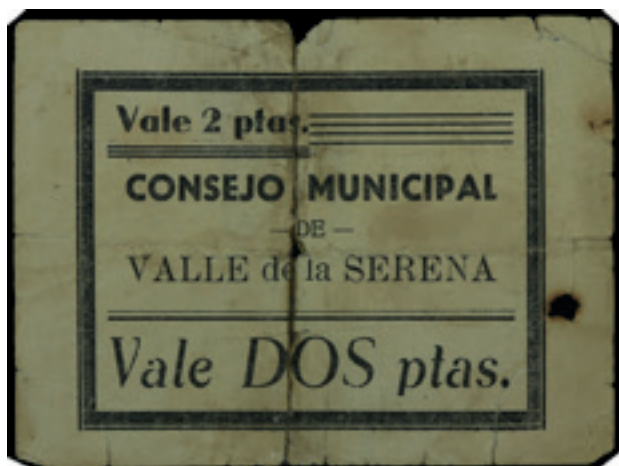 Vale 2 ptas.
CONSEJO MUNICIPAL
— DE —
VALLE de la SERENA
Vale DOS ptas.